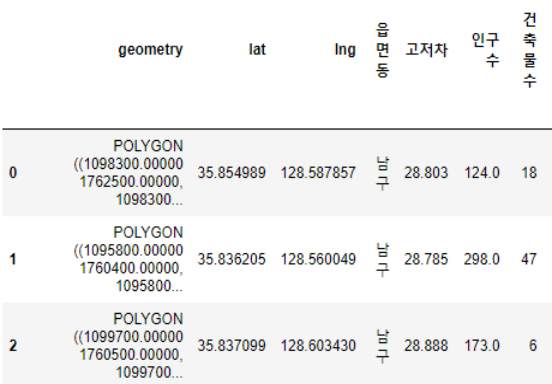 geometry lat lng 읍면동 고저차 인구수 건축물수
0 POLYGON ((1098300.00000 1762500.00000, 1098300... 35.854989 128.587857 남구 28.803 124.0 18
1 POLYGON ((1095800.00000 1760400.00000, 1095800... 35.836205 128.560049 남구 28.785 298.0 47
2 POLYGON ((1099700.00000 1760500.00000, 1099700... 35.837099 128.603430 남구 28.888 173.0 6